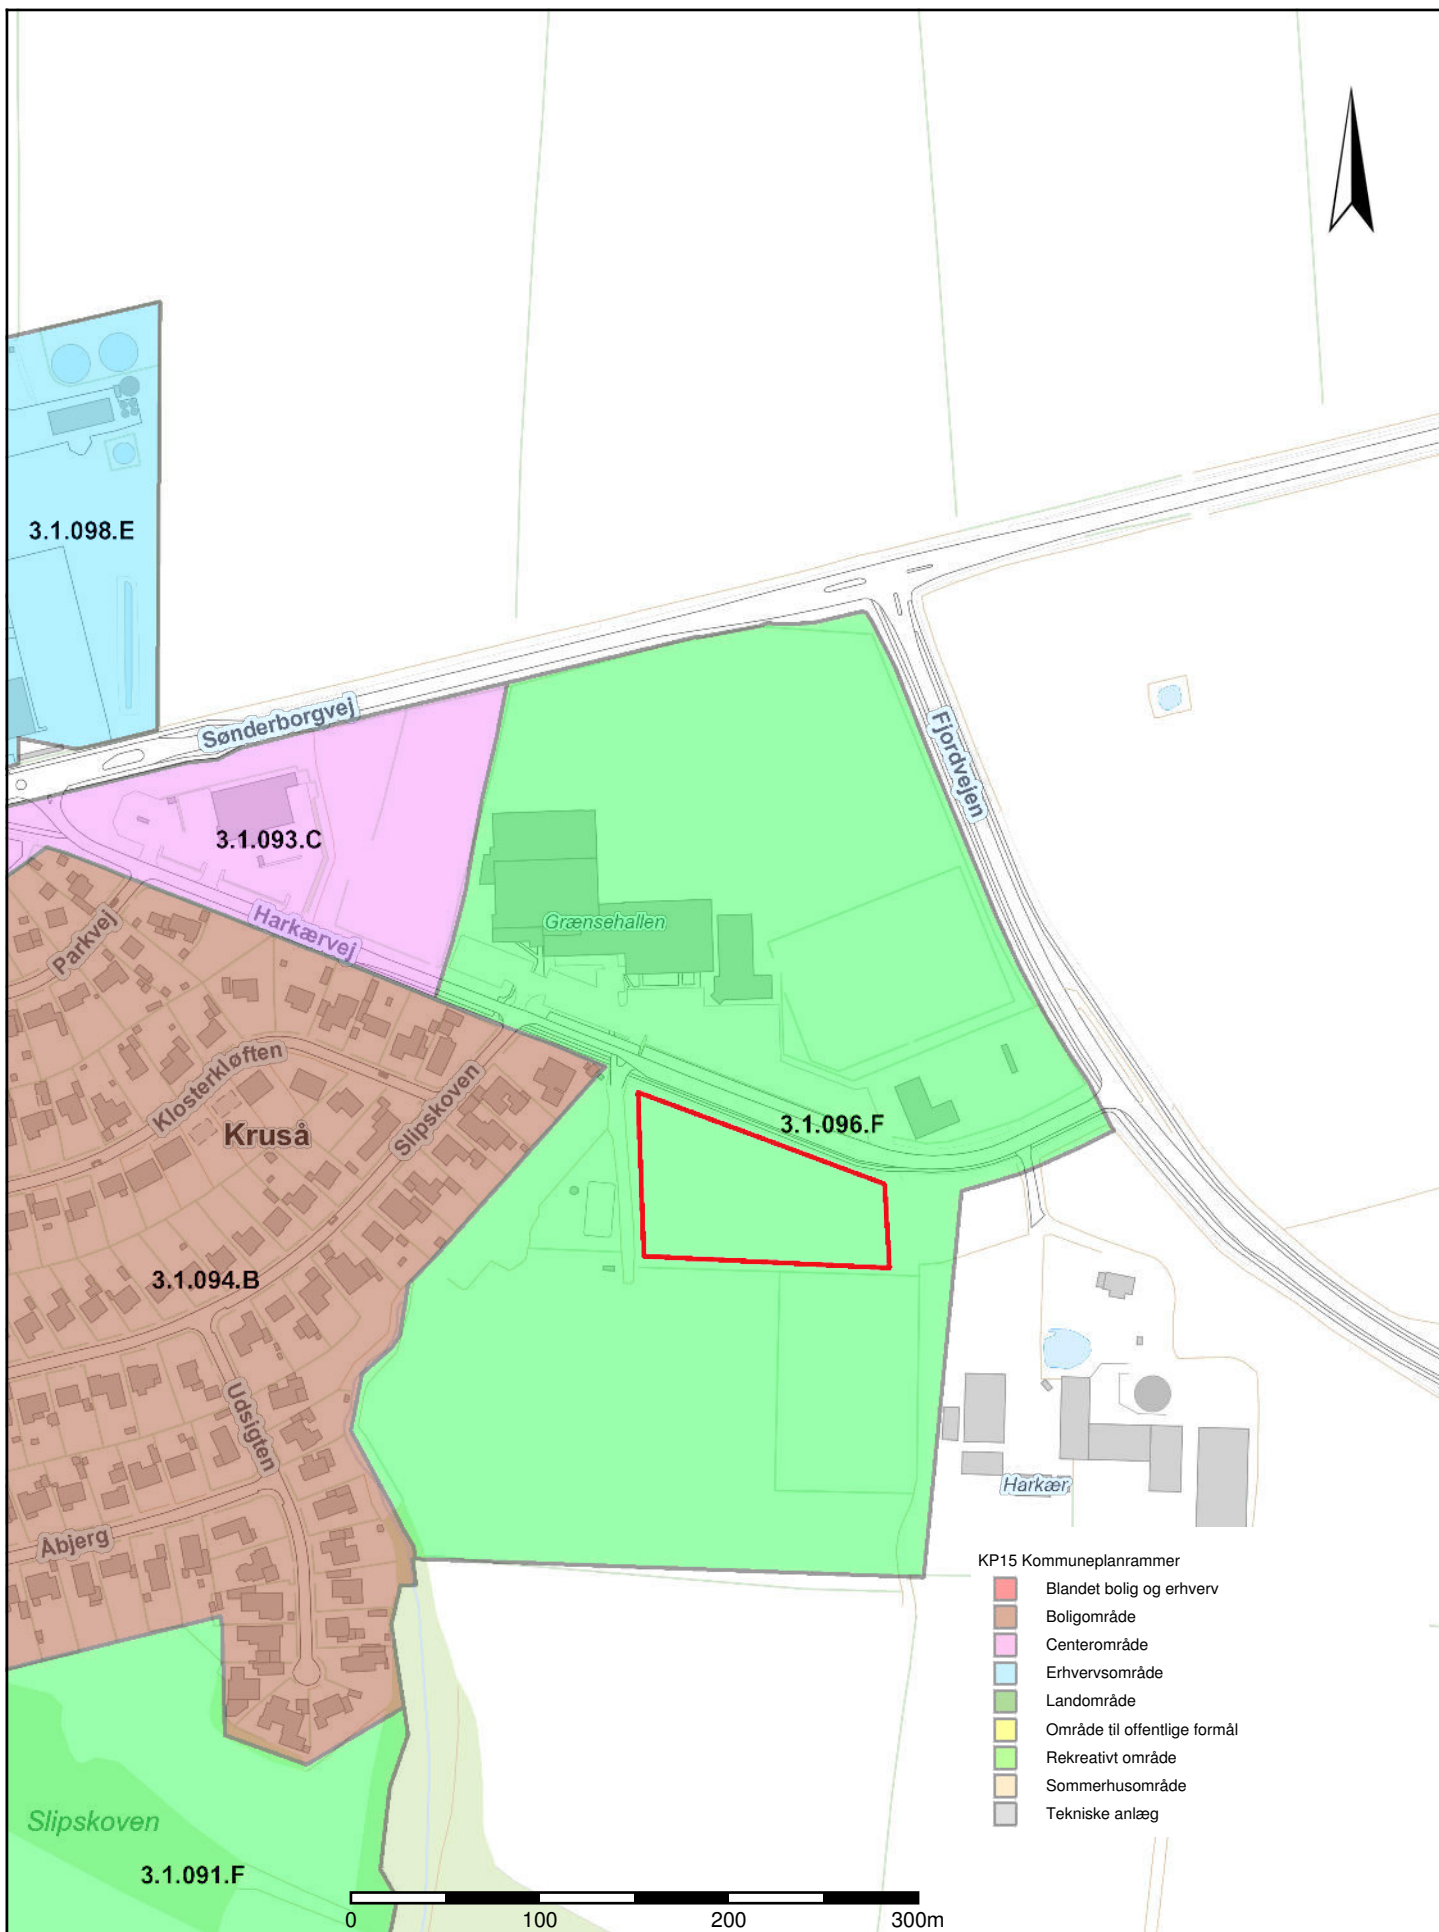 3.1.098.E
Sønderborgvej
Fjordvejen
3.1.093.C
Grænsehallen
Harkærvej
Parkvej
Klosterkløften
Slipskoven
3.1.096.F
Kruså
3.1.094.B
Udsigten
Harkær
Åbjerg
KP15 Kommuneplanrammer
Blandet bolig og erhverv
Boligområde
Centerområde
Erhvervsområde
Landområde
Område til offentlige formål
Rekreativt område
Sommerhusområde
Tekniske anlæg
Slipskoven
3.1.091.F
0 100 200 300m